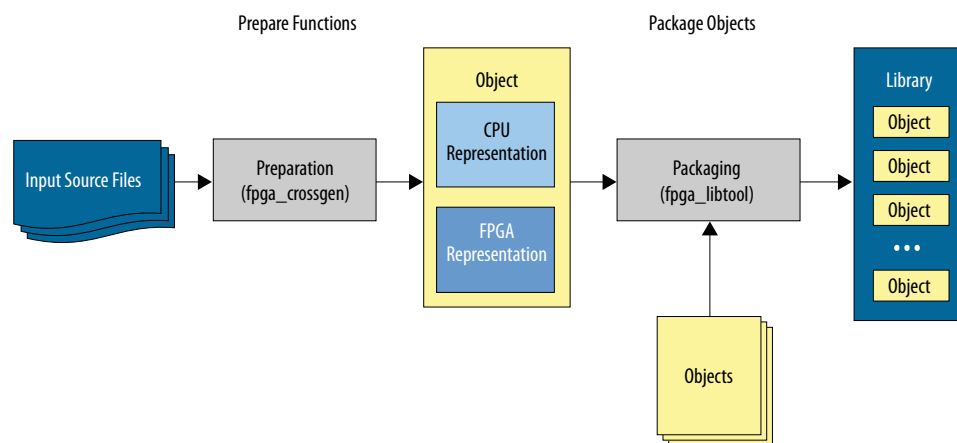 Prepare Functions
Package Objects
Input Source Files
Preparation
(fpga_crossgen)
Object
CPU
Representation
FPGA
Representation
Packaging
(fpga_libtool)
Objects
Library
Object
Object
Object
...
Object